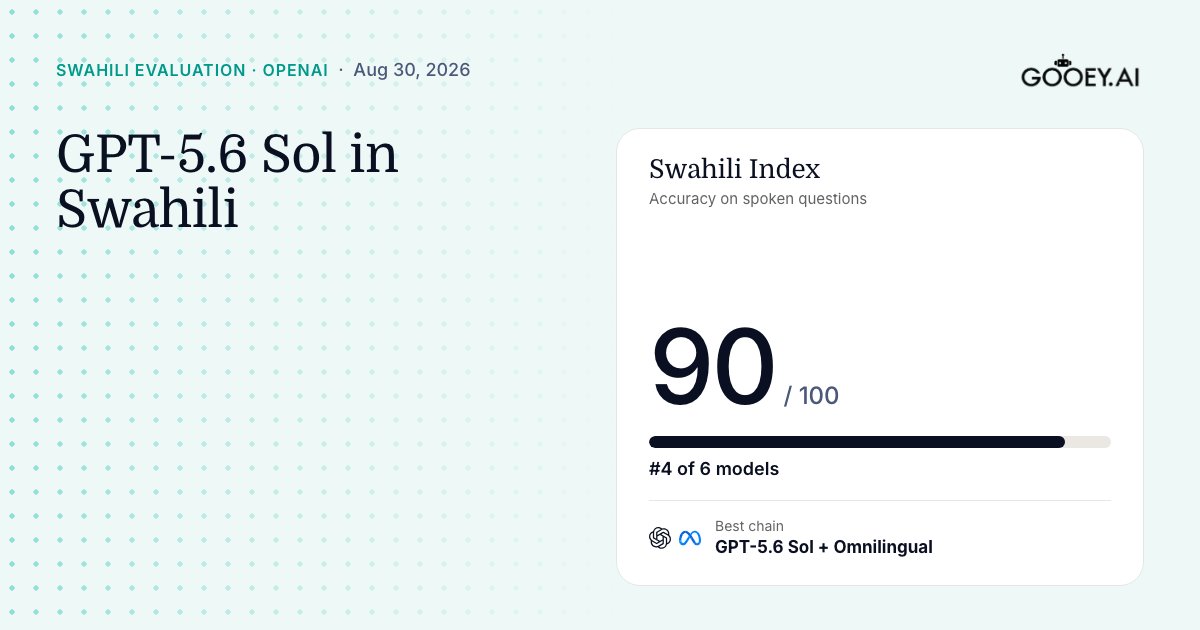 SWAHILI EVALUATION · OPENAI · Aug 30, 2026
GOOEY.AI
GPT-5.6 Sol in
Swahili
Swahili Index
Accuracy on spoken questions
90 / 100
#4 of 6 models
Best chain
GPT-5.6 Sol + Omnilingual